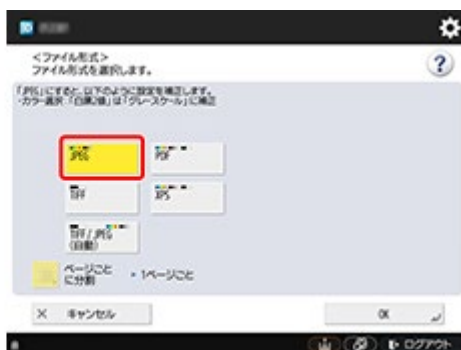 <ファイル形式>
ファイル形式を選択します。
?
「JPEG」にすると、以下のように設定を補正します。
・カラー選択:「白黒2値」は「グレースケール」に補正
JPEG
PDF
TIFF
XPS
TIFF/JPEG
(自動)
ページごと
に分割
・1ページごと
× キャンセル
OK
ログアウト